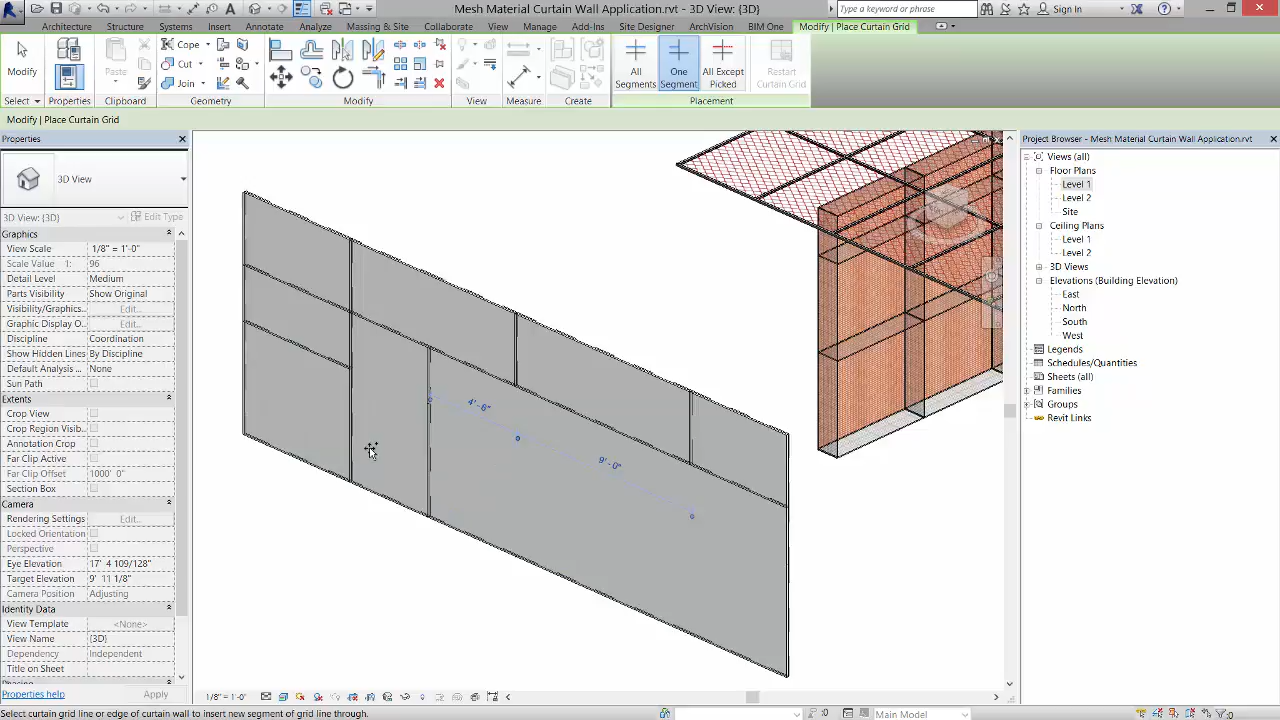 Mesh Material Curtain Wall Application.rvt - 3D View: {3D}
Type a keyword or phrase
Sign In
Architecture Structure Systems Insert Annotate Analyze Massing & Site Collaborate View Manage Add-Ins Site Designer ArchVision BIM One Modify | Place Curtain Grid
Modify
Paste
Cope
Cut
Join
All Segments
One Segment
All Except Picked
Restart Curtain Grid
Select Properties Clipboard Geometry Modify View Measure Create Placement
Modify | Place Curtain Grid
Properties
3D View
3D View: {3D}
Edit Type
Graphics
View Scale 1/8" = 1'-0"
Scale Value 1: 96
Detail Level Medium
Parts Visibility Show Original
Visibility/Graphics... Edit...
Graphic Display O... Edit...
Discipline Coordination
Show Hidden Lines By Discipline
Default Analysis ... None
Sun Path
Extents
Crop View
Crop Region Visib...
Annotation Crop
Far Clip Active
Far Clip Offset 1000' 0"
Section Box
Camera
Rendering Settings Edit...
Locked Orientation
Perspective
Eye Elevation 17' 4 109/128"
Target Elevation 9' 11 1/8"
Camera Position Adjusting
Identity Data
View Template <None>
View Name {3D}
Dependency Independent
Title on Sheet
Properties help
Apply
4' - 6"
9' - 0"
Project Browser - Mesh Material Curtain Wall Application.rvt
Views (all)
Floor Plans
Level 1
Level 2
Site
Ceiling Plans
Level 1
Level 2
3D Views
Elevations (Building Elevation)
East
North
South
West
Legends
Schedules/Quantities
Sheets (all)
Families
Groups
Revit Links
1/8" = 1'-0"
Select curtain grid line or edge of curtain wall to insert new segment of grid line through.
:0
Main Model
:0